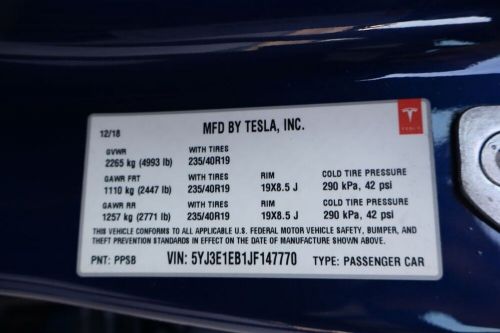 12/18 MFD BY TESLA, INC. TESLA
GVWR WITH TIRES
2265 kg (4993 lb) 235/40R19
GAWR FRT WITH TIRES RIM COLD TIRE PRESSURE
1110 kg (2447 lb) 235/40R19 19X8.5 J 290 kPa, 42 psi
GAWR RR WITH TIRES RIM COLD TIRE PRESSURE
1257 kg (2771 lb) 235/40R19 19X8.5 J 290 kPa, 42 psi
THIS VEHICLE CONFORMS TO ALL APPLICABLE U.S. FEDERAL MOTOR VEHICLE SAFETY, BUMPER, AND
THEFT PREVENTION STANDARDS IN EFFECT ON THE DATE OF MANUFACTURE SHOWN ABOVE.
PNT: PPSB VIN: 5YJ3E1EB1JF147770 TYPE: PASSENGER CAR